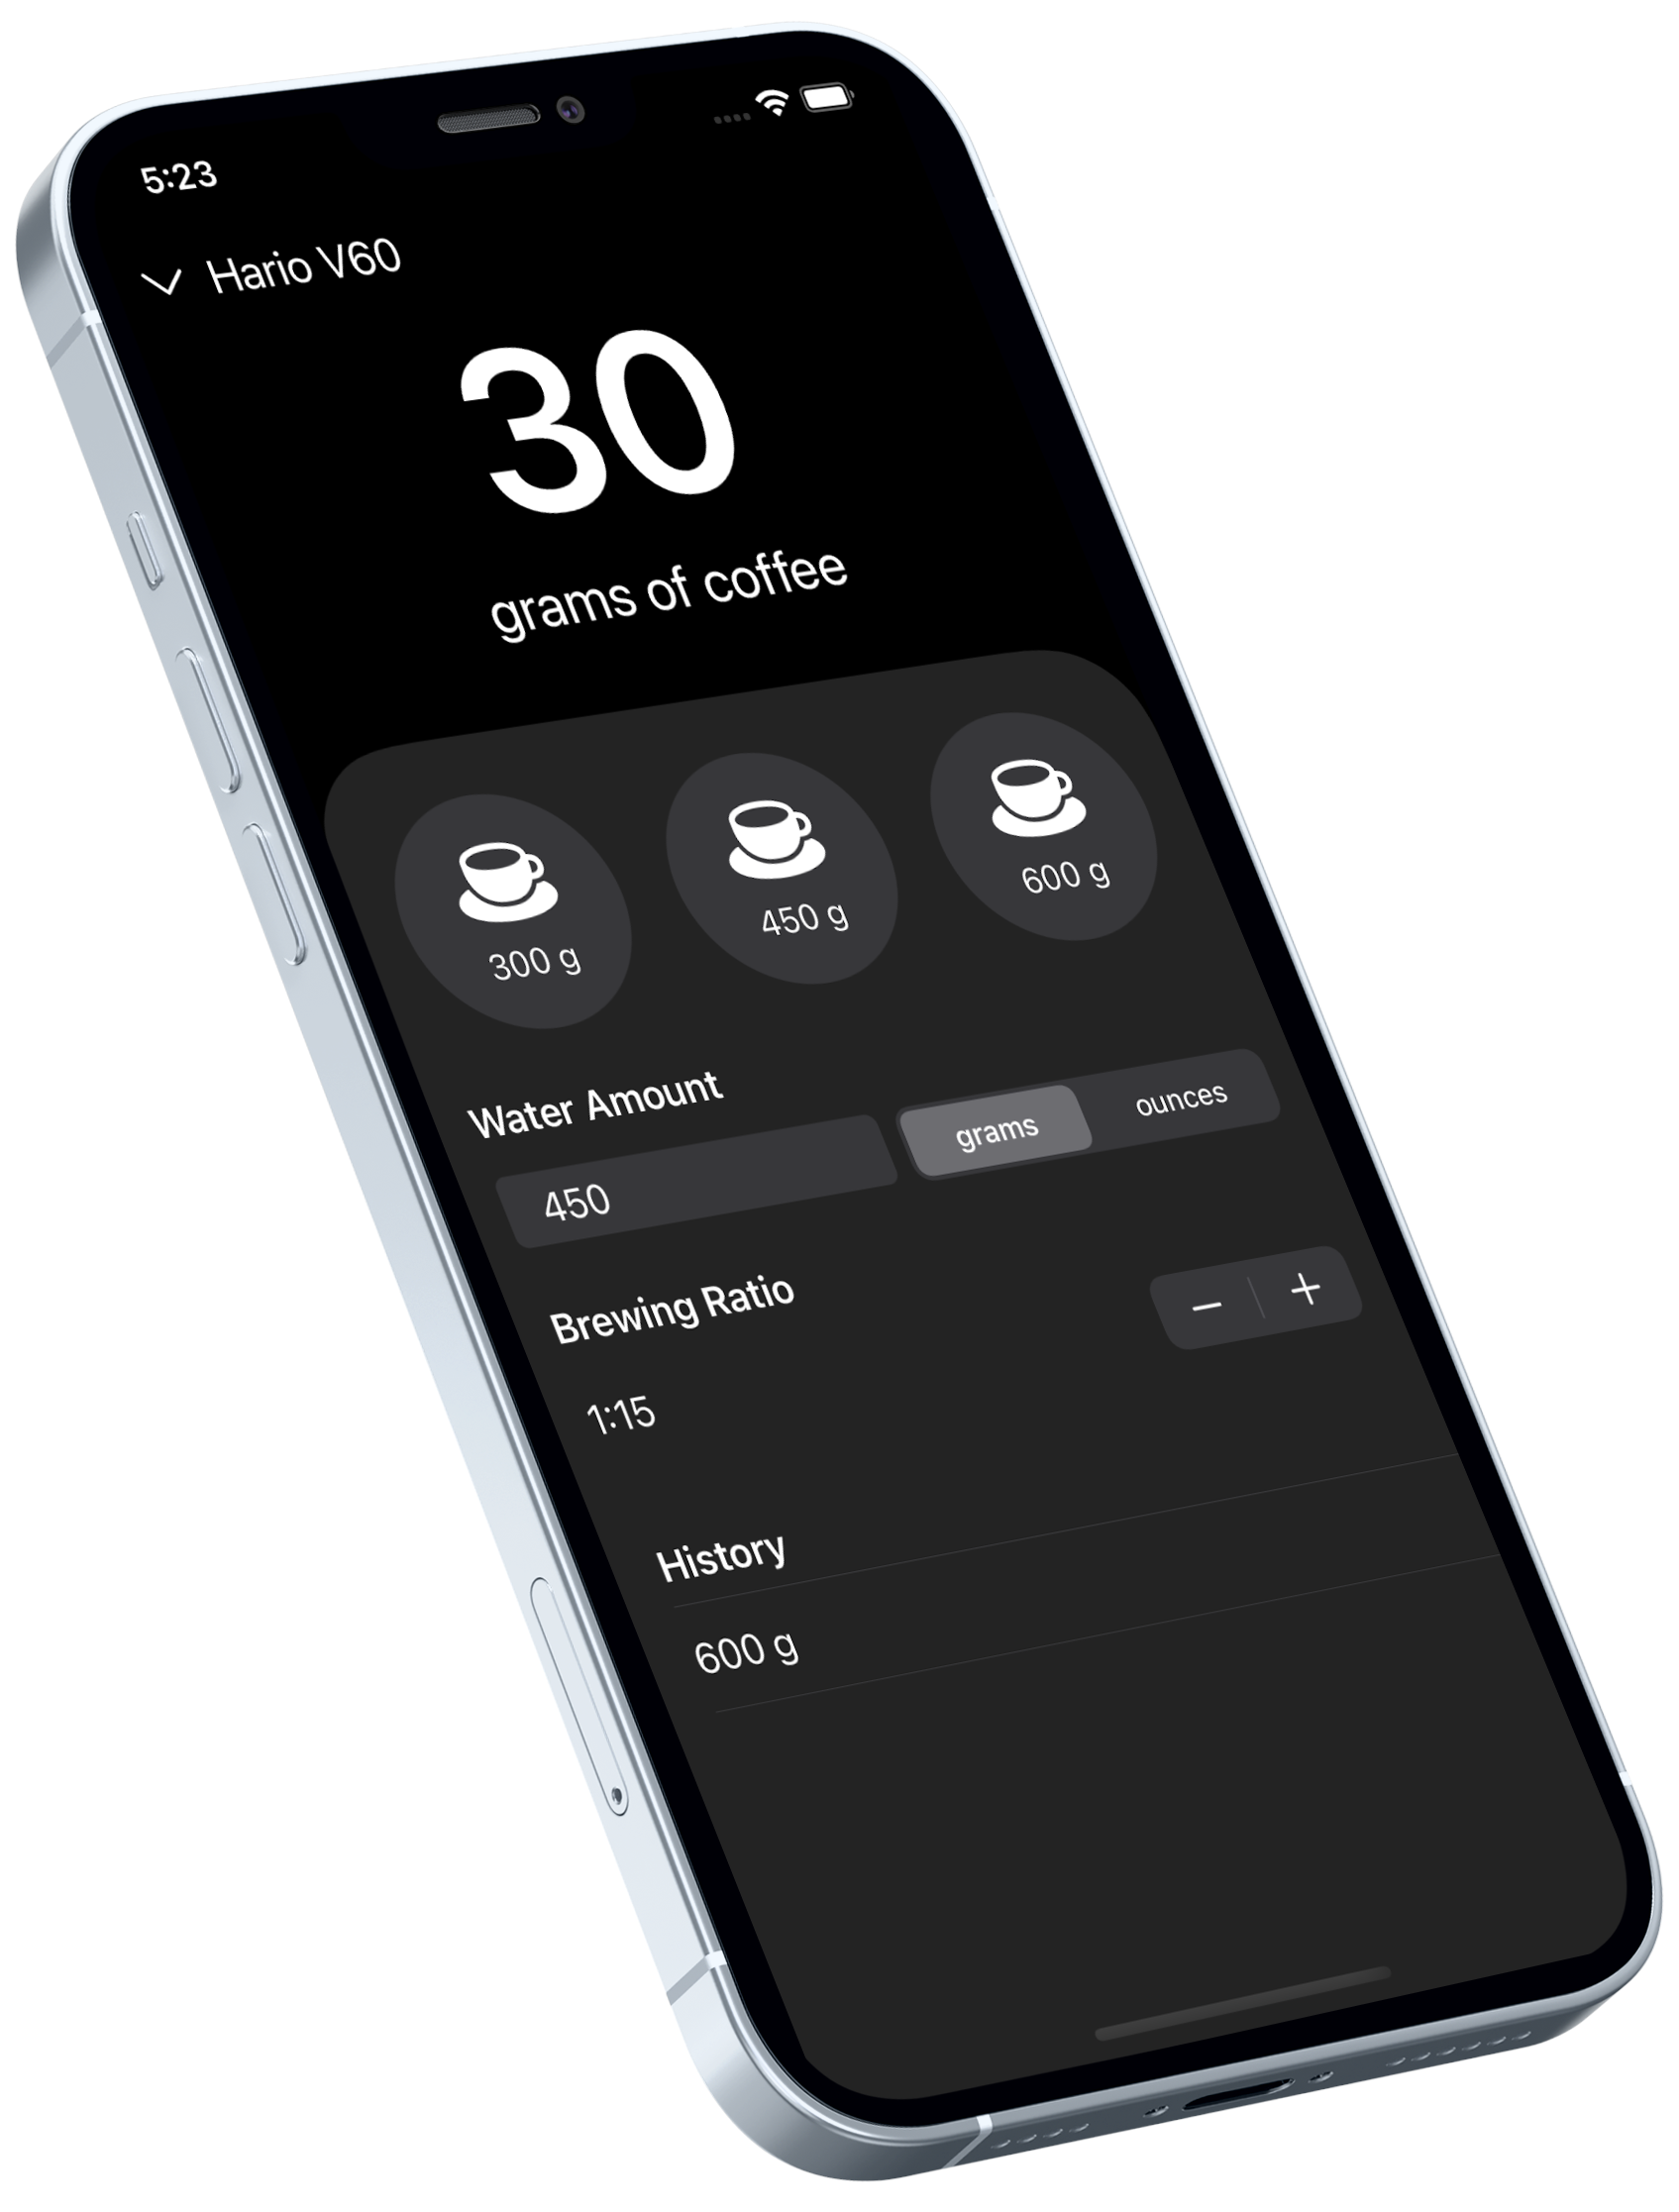 5:23
Hario V60
30
grams of coffee
300 g
450 g
600 g
Water Amount
450
grams
ounces
Brewing Ratio
− +
1:15
History
600 g